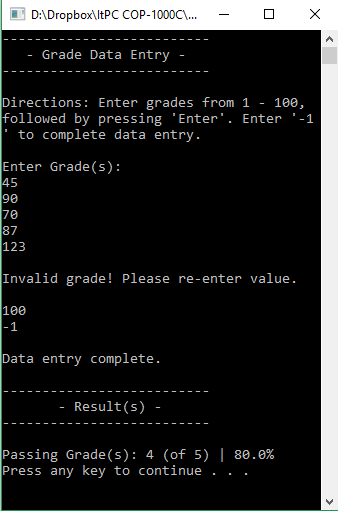 D:\Dropbox\ItPC COP-1000C\...
--------------------------
- Grade Data Entry -
--------------------------
Directions: Enter grades from 1 - 100,
followed by pressing 'Enter'. Enter '-1
' to complete data entry.
Enter Grade(s):
45
90
70
87
123
Invalid grade! Please re-enter value.
100
-1
Data entry complete.
--------------------------
- Result(s) -
--------------------------
Passing Grade(s): 4 (of 5) | 80.0%
Press any key to continue . . .